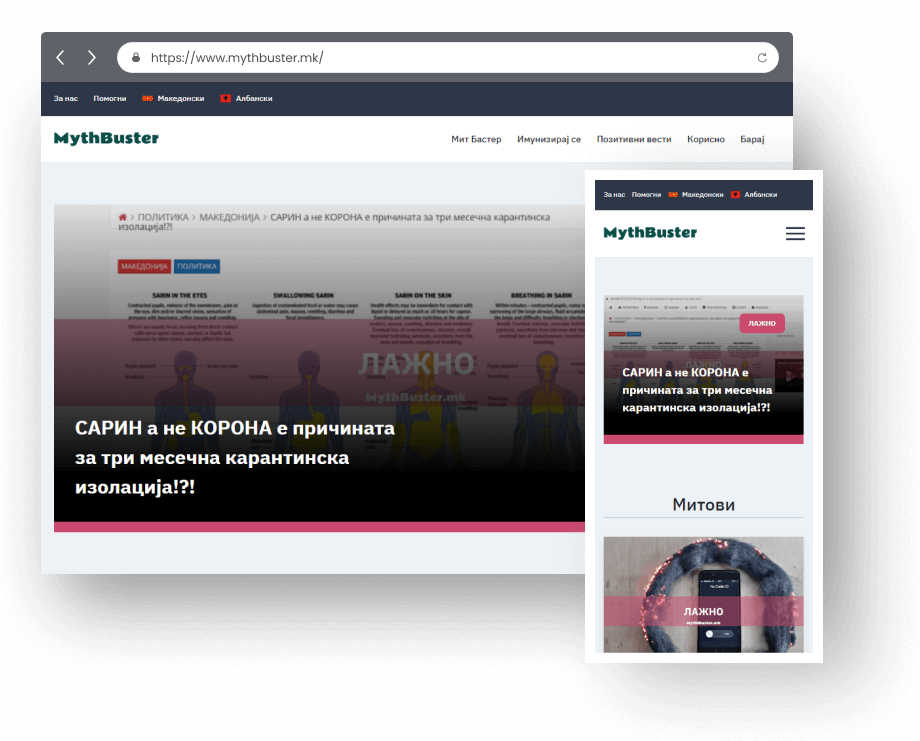 https://www.mythbuster.mk/
За нас Помогни Македонски Албански
MythBuster
Мит Бастер Имунизирај се Позитивни вести Корисно Барај
ПОЛИТИКА > МАКЕДОНИЈА > САРИН а не КОРОНА е причината за три месечна карантинска
изолација!?!
МАКЕДОНИЈА ПОЛИТИКА
SARIN IN THE EYES SWALLOWING SARIN SARIN ON THE SKIN BREATHING IN SARIN
ЛАЖНО
MythBuster.mk
САРИН а не КОРОНА е причината
за три месечна карантинска
изолација!?!
За нас Помогни Македонски Албански
MythBuster
ЛАЖНО
САРИН а не КОРОНА е
причината за три месечна
карантинска изолација!?!
Митови
No Caller ID
ЛАЖНО
MythBuster.mk